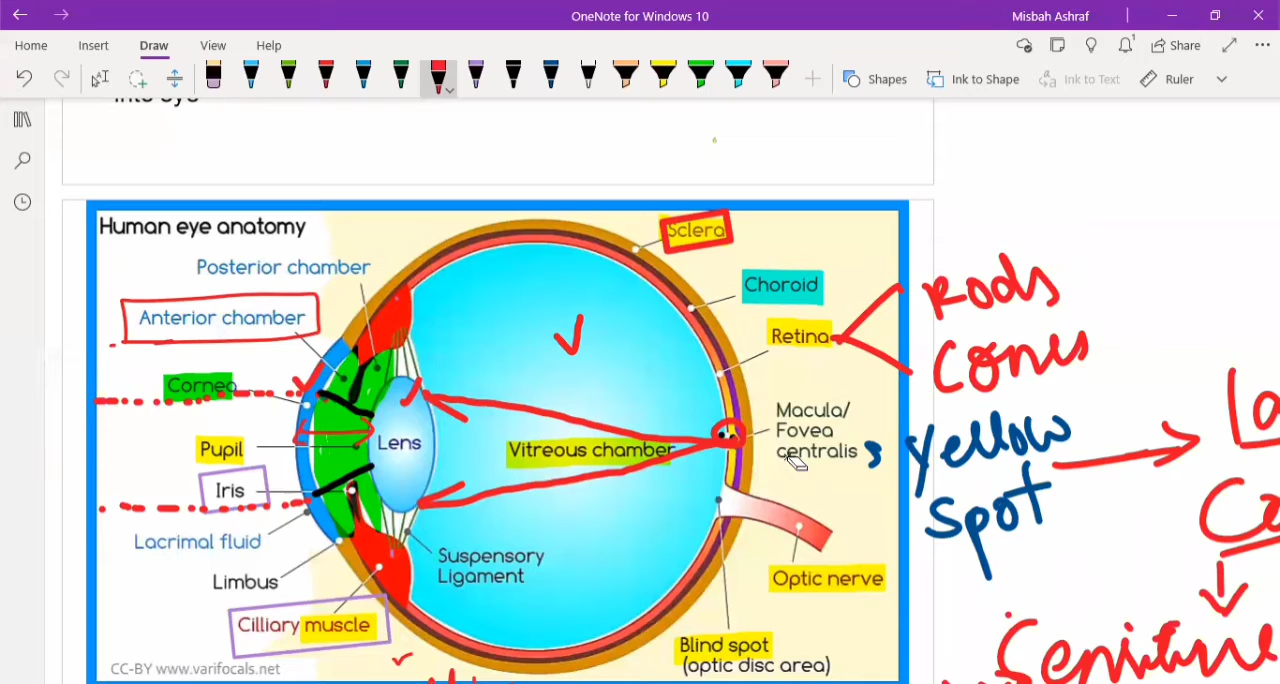 OneNote for Windows 10
Misbah Ashraf
Home Insert Draw View Help
Share
Shapes
Ink to Shape
Ink to Text
Ruler
into eye
6
Human eye anatomy
Posterior chamber
Anterior chamber
Cornea
Pupil
Iris
Lacrimal fluid
Limbus
Cilliary muscle
CC-BY www.varifocals.net
Lens
Vitreous chamber
Suspensory
Ligament
Sclera
Choroid
Retina
Macula/
Fovea
centralis
Optic nerve
Blind spot
(optic disc area)
Rods
Cones
Yellow
Spot